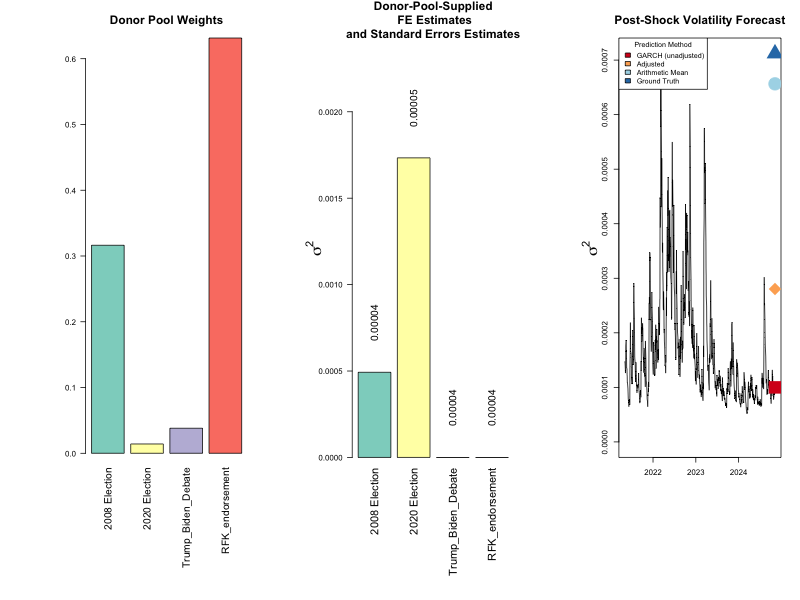 Donor Pool Weights
0.0
0.1
0.2
0.3
0.4
0.5
0.6
2008 Election
2020 Election
Trump_Biden_Debate
RFK_endorsement
Donor-Pool-Supplied
FE Estimates
and Standard Errors Estimates
σ²
0.0000
0.0005
0.0010
0.0015
0.0020
0.00004
0.00005
0.00004
0.00004
2008 Election
2020 Election
Trump_Biden_Debate
RFK_endorsement
Post-Shock Volatility Forecast
Prediction Method
GARCH (unadjusted)
Adjusted
Arithmetic Mean
Ground Truth
σ²
0.0000
0.0001
0.0002
0.0003
0.0004
0.0005
0.0006
0.0007
2022
2023
2024